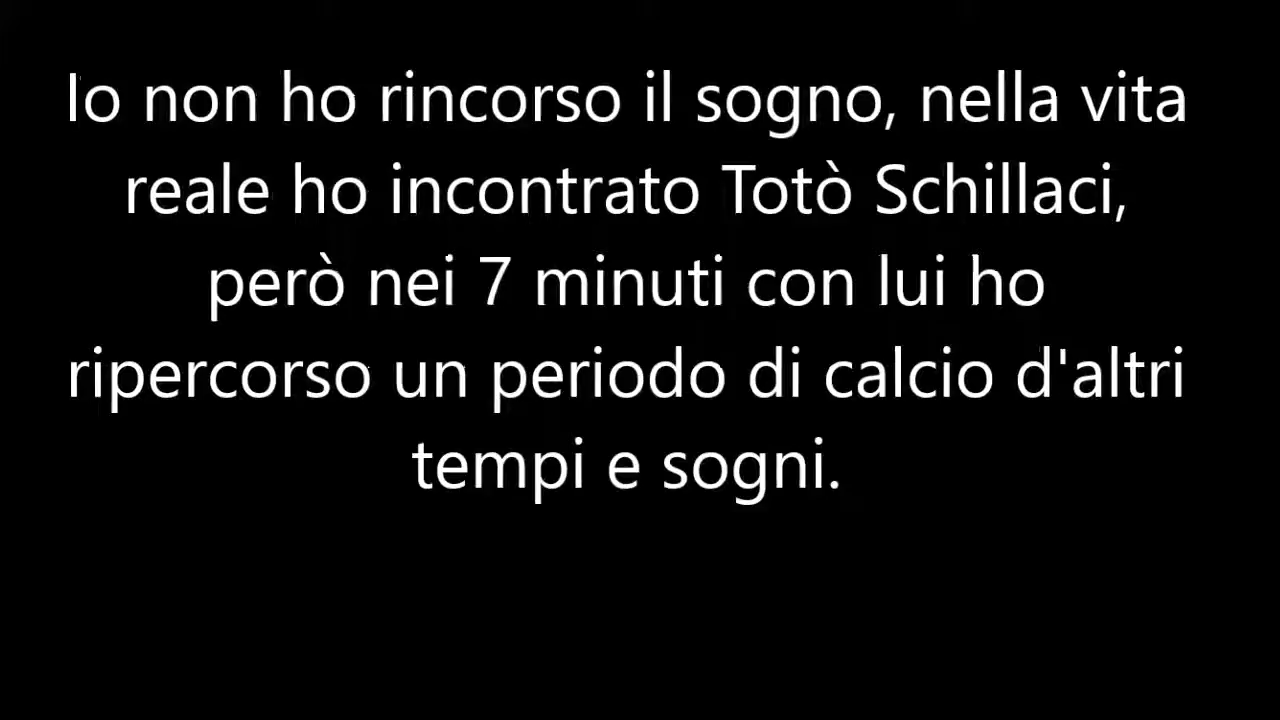 Io non ho rincorso il sogno, nella vita
reale ho incontrato Totò Schillaci,
però nei 7 minuti con lui ho
ripercorso un periodo di calcio d'altri
tempi e sogni.